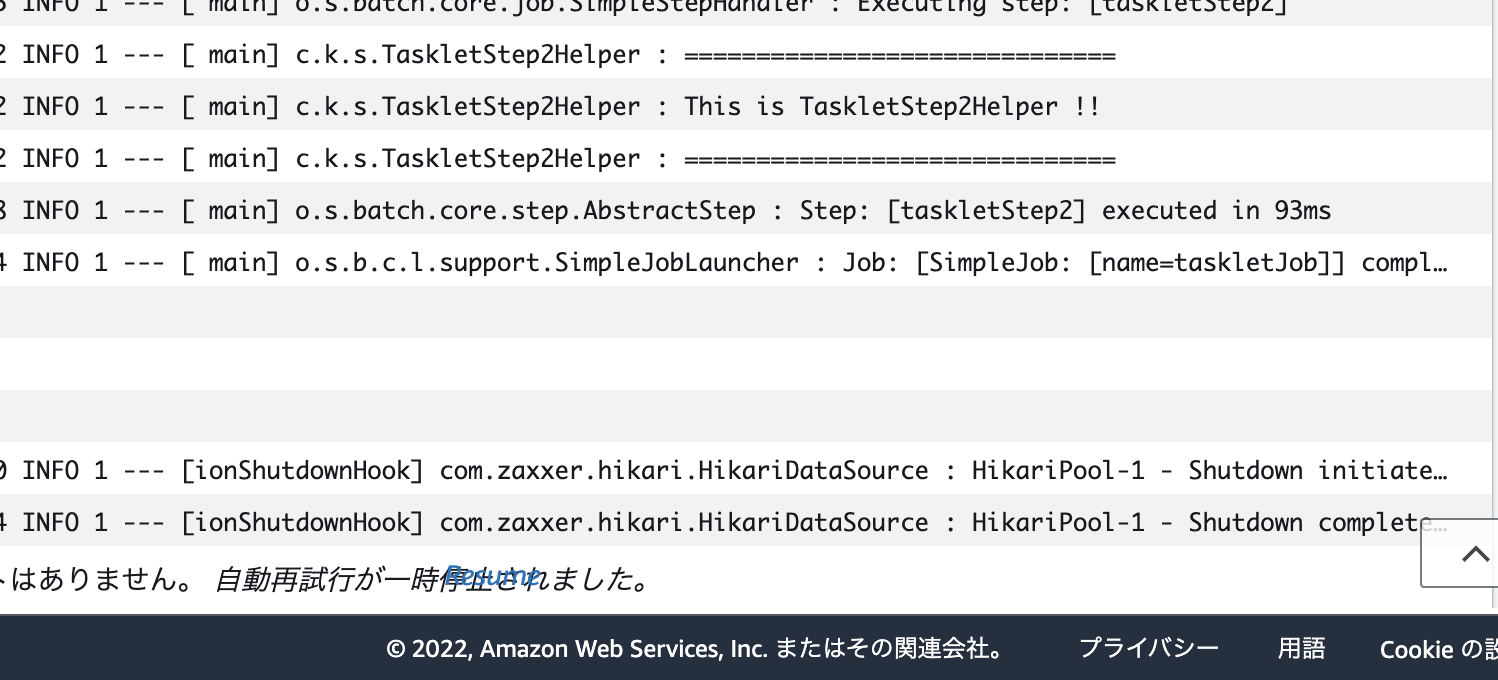 INFO 1 --- [ main] o.s.batch.core.job.SimpleStepHandler : Executing step: [taskletStep2]
2 INFO 1 --- [ main] c.k.s.TaskletStep2Helper : ==============================
2 INFO 1 --- [ main] c.k.s.TaskletStep2Helper : This is TaskletStep2Helper !!
2 INFO 1 --- [ main] c.k.s.TaskletStep2Helper : ==============================
8 INFO 1 --- [ main] o.s.batch.core.step.AbstractStep : Step: [taskletStep2] executed in 93ms
4 INFO 1 --- [ main] o.s.b.c.l.support.SimpleJobLauncher : Job: [SimpleJob: [name=taskletJob]] compl…
0 INFO 1 --- [ionShutdownHook] com.zaxxer.hikari.HikariDataSource : HikariPool-1 - Shutdown initiate…
4 INFO 1 --- [ionShutdownHook] com.zaxxer.hikari.HikariDataSource : HikariPool-1 - Shutdown complete…
トはありません。 自動再試行が一時停止されました。 Resume
© 2022, Amazon Web Services, Inc. またはその関連会社。 プライバシー 用語 Cookie の設